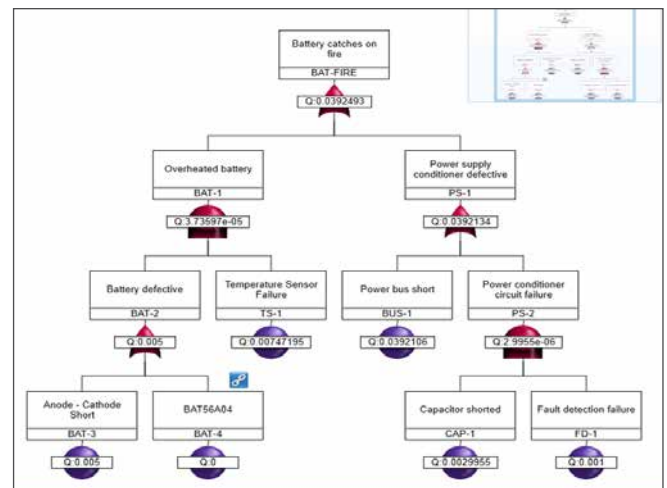 Battery catches on
fire
BAT-FIRE
Q:0.0392493
Overheated battery
BAT-1
Q:3.73597e-05
Power supply
conditioner defective
PS-1
Q:0.0392134
Battery defective
BAT-2
Q:0.005
Temperature Sensor
Failure
TS-1
Q:0.00747195
Power bus short
BUS-1
Q:0.0392106
Power conditioner
circuit failure
PS-2
Q:2.9955e-06
Anode - Cathode
Short
BAT-3
Q:0.005
BAT56A04
BAT-4
Q:0
Capacitor shorted
CAP-1
Q:0.0029955
Fault detection failure
FD-1
Q:0.001